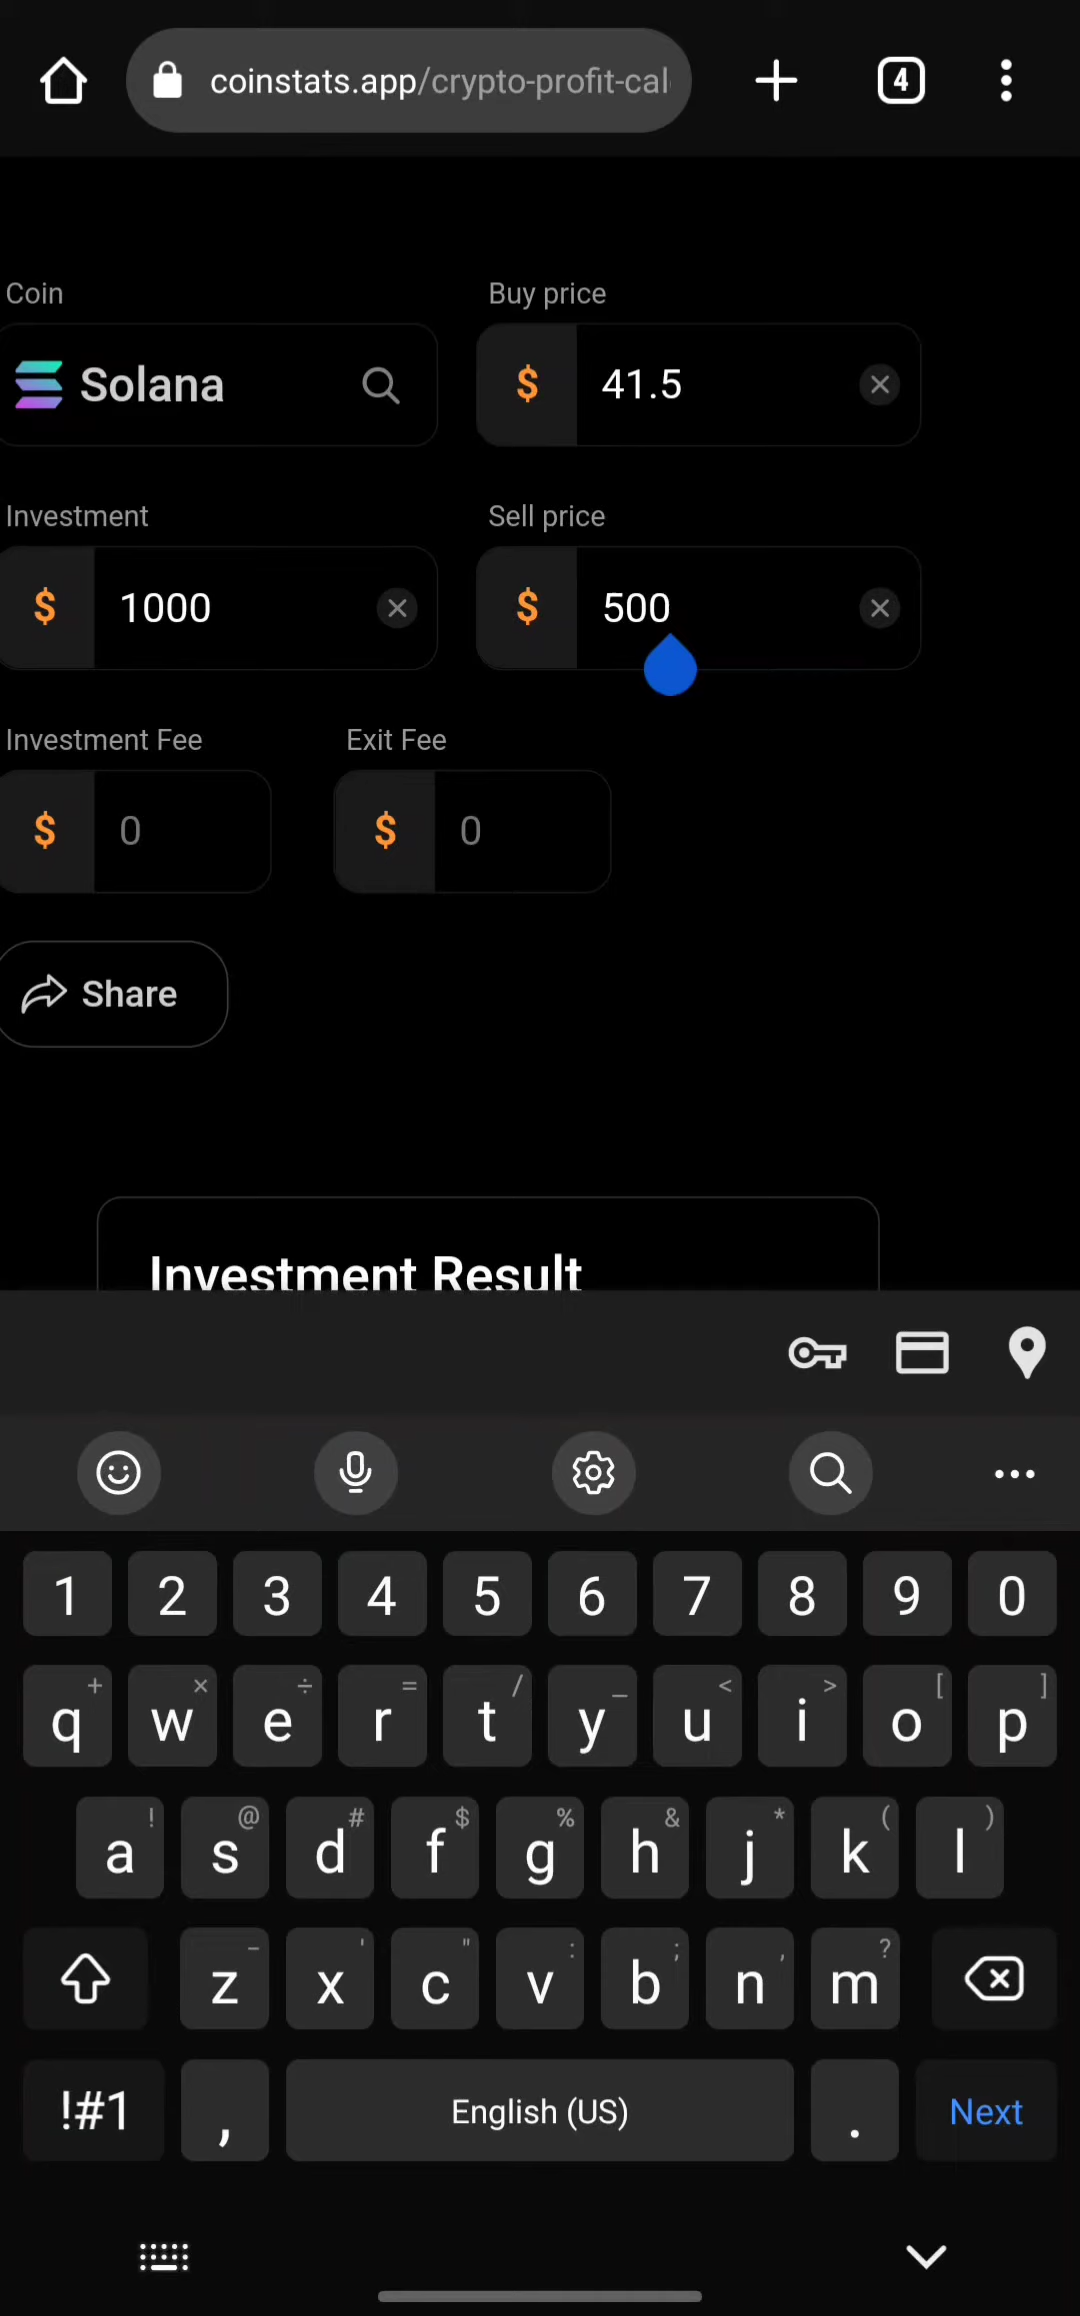 coinstats.app/crypto-profit-cal
4
Coin
Buy price
Solana
$ 41.5
Investment
Sell price
$ 1000
$ 500
Investment Fee
Exit Fee
$ 0
$ 0
Share
Investment Result
1 2 3 4 5 6 7 8 9 0
+ × ÷ = / _ < > [ ]
q w e r t y u i o p
! @ # $ % & * ( )
a s d f g h j k l
- ' " : ; , ?
z x c v b n m
!#1 , English (US) . Next